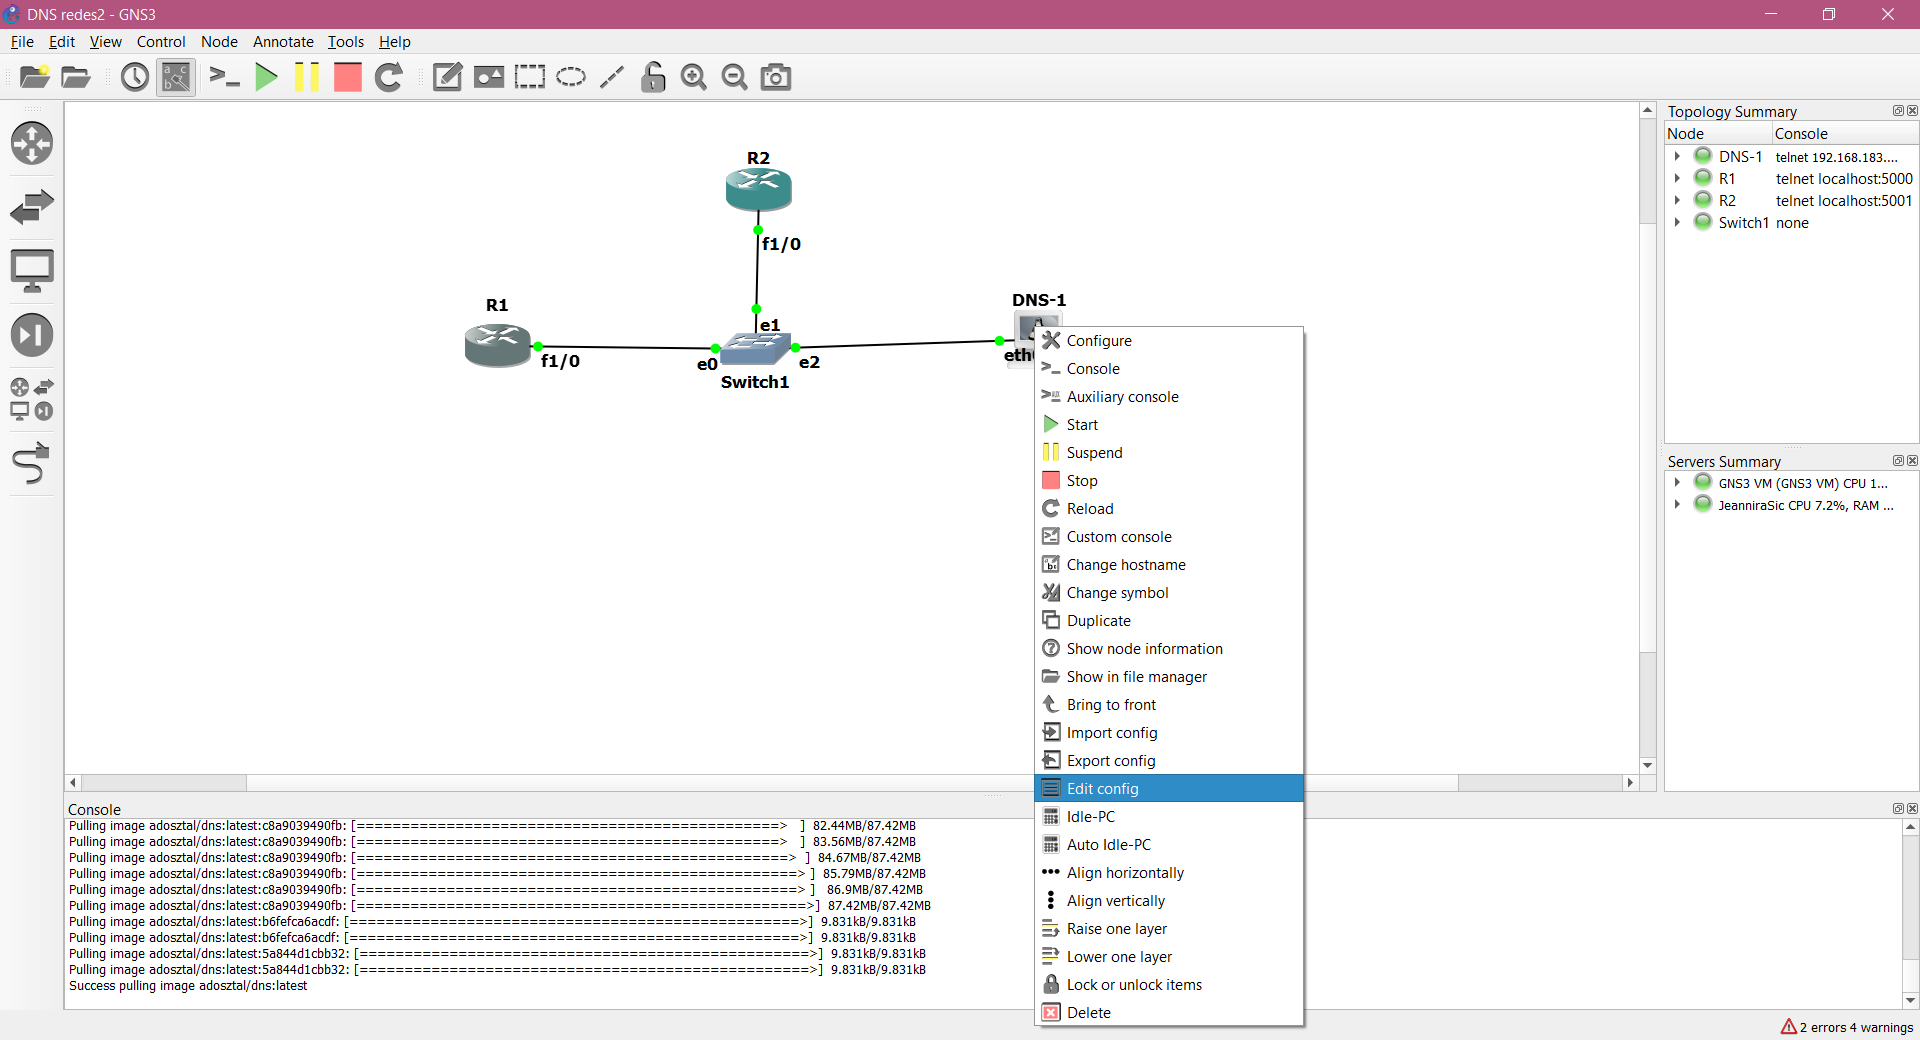 DNS redes2 - GNS3
File Edit View Control Node Annotate Tools Help
R2
f1/0
R1
f1/0
e1
e0
e2
Switch1
DNS-1
eth
Configure
Console
Auxiliary console
Start
Suspend
Stop
Reload
Custom console
Change hostname
Change symbol
Duplicate
Show node information
Show in file manager
Bring to front
Import config
Export config
Edit config
Idle-PC
Auto Idle-PC
Align horizontally
Align vertically
Raise one layer
Lower one layer
Lock or unlock items
Delete
Topology Summary
Node Console
DNS-1 telnet 192.168.183....
R1 telnet localhost:5000
R2 telnet localhost:5001
Switch1 none
Servers Summary
GNS3 VM (GNS3 VM) CPU 1...
JeanniraSic CPU 7.2%, RAM ...
Console
Pulling image adosztal/dns:latest:c8a9039490fb: [===============================================>   ] 82.44MB/87.42MB
Pulling image adosztal/dns:latest:c8a9039490fb: [===============================================>   ] 83.56MB/87.42MB
Pulling image adosztal/dns:latest:c8a9039490fb: [================================================>  ] 84.67MB/87.42MB
Pulling image adosztal/dns:latest:c8a9039490fb: [=================================================> ] 85.79MB/87.42MB
Pulling image adosztal/dns:latest:c8a9039490fb: [=================================================> ] 86.9MB/87.42MB
Pulling image adosztal/dns:latest:c8a9039490fb: [==================================================>] 87.42MB/87.42MB
Pulling image adosztal/dns:latest:b6fefca6acdf: [==================================================>] 9.831kB/9.831kB
Pulling image adosztal/dns:latest:b6fefca6acdf: [==================================================>] 9.831kB/9.831kB
Pulling image adosztal/dns:latest:5a844d1cbb32: [==================================================>] 9.831kB/9.831kB
Pulling image adosztal/dns:latest:5a844d1cbb32: [==================================================>] 9.831kB/9.831kB
Success pulling image adosztal/dns:latest
2 errors 4 warnings